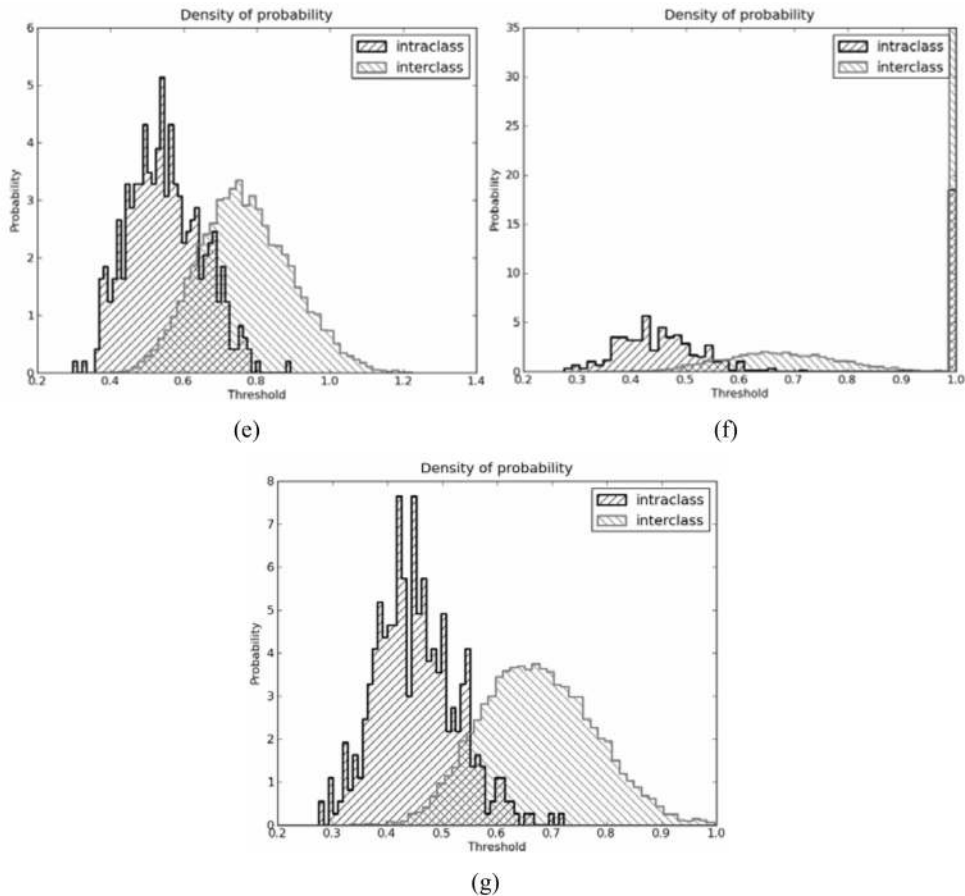 Density of probability
6
5
4
3
2
1
0
Probability
intraclass
interclass
0.2 0.4 0.6 0.8 1.0 1.2 1.4
Threshold
(e)
Density of probability
35
30
25
20
15
10
5
0
Probability
intraclass
interclass
0.2 0.3 0.4 0.5 0.6 0.7 0.8 0.9 1.0
Threshold
(f)
Density of probability
8
7
6
5
4
3
2
1
0
Probability
intraclass
interclass
0.2 0.3 0.4 0.5 0.6 0.7 0.8 0.9 1.0
Threshold
(g)